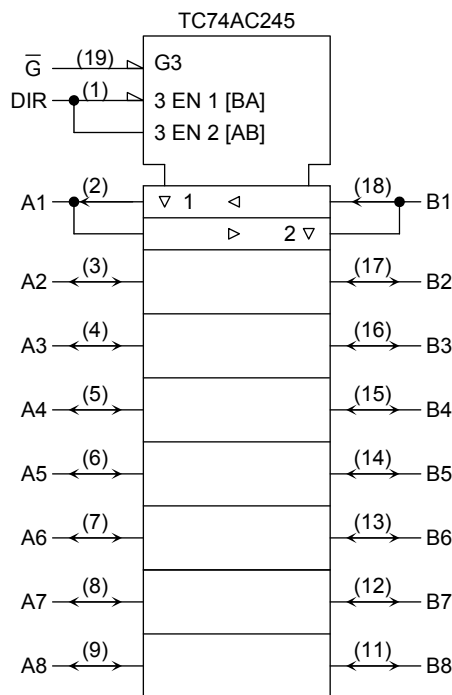 TC74AC245
G̅ (19) G3
DIR (1) 3 EN 1 [BA]
3 EN 2 [AB]
A1 (2) ▽ 1 ◁ (18) B1
▷ 2 ▽
A2 (3) (17) B2
A3 (4) (16) B3
A4 (5) (15) B4
A5 (6) (14) B5
A6 (7) (13) B6
A7 (8) (12) B7
A8 (9) (11) B8